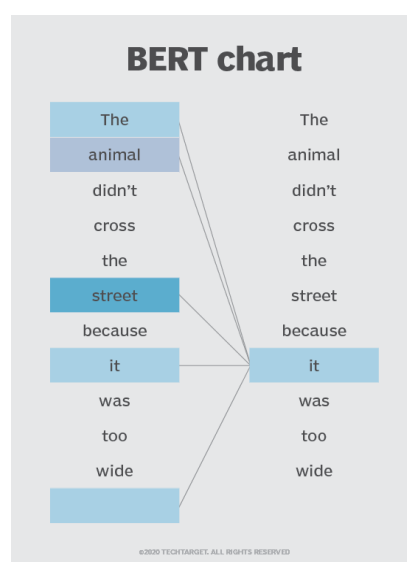 BERT chart
The The
animal animal
didn't didn't
cross cross
the the
street street
because because
it it
was was
too too
wide wide
©2020 TECHTARGET. ALL RIGHTS RESERVED